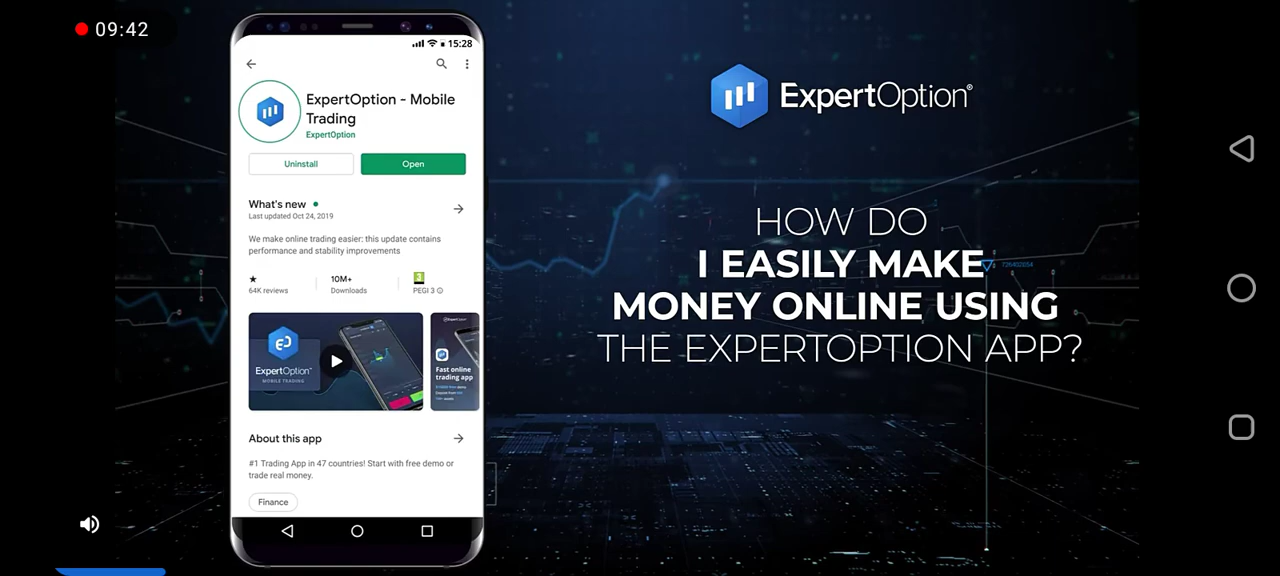 09:42
15:28
ExpertOption - Mobile
Trading
ExpertOption
Uninstall
Open
What's new
Last updated Oct 24, 2019
We make online trading easier: this update contains
performance and stability improvements
64K reviews
10M+
Downloads
3
PEGI 3
ExpertOption
MOBILE TRADING
ExpertOption
Fast online
trading app
About this app
#1 Trading App in 47 countries! Start with free demo or
trade real money.
Finance
ExpertOption®
HOW DO
I EASILY MAKE
MONEY ONLINE USING
THE EXPERTOPTION APP?